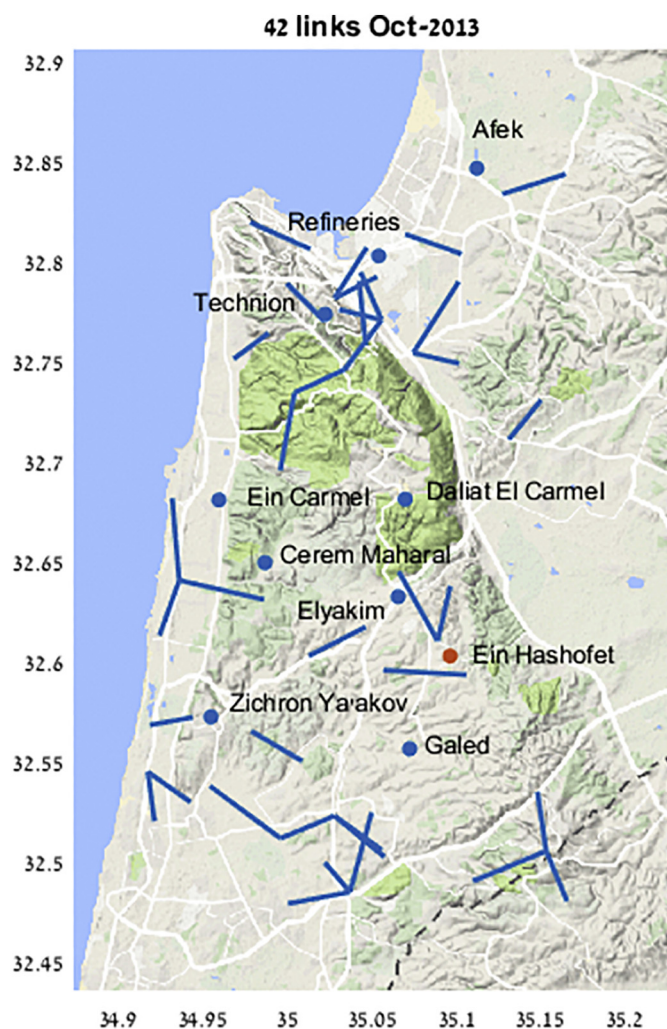 42 links Oct-2013
32.9
Afek
32.85
Refineries
32.8
Technion
32.75
32.7
Ein Carmel
Daliat El Carmel
32.65
Cerem Maharal
Elyakim
32.6
Ein Hashofet
Zichron Ya'akov
32.55
Galed
32.5
32.45
34.9 34.95 35 35.05 35.1 35.15 35.2